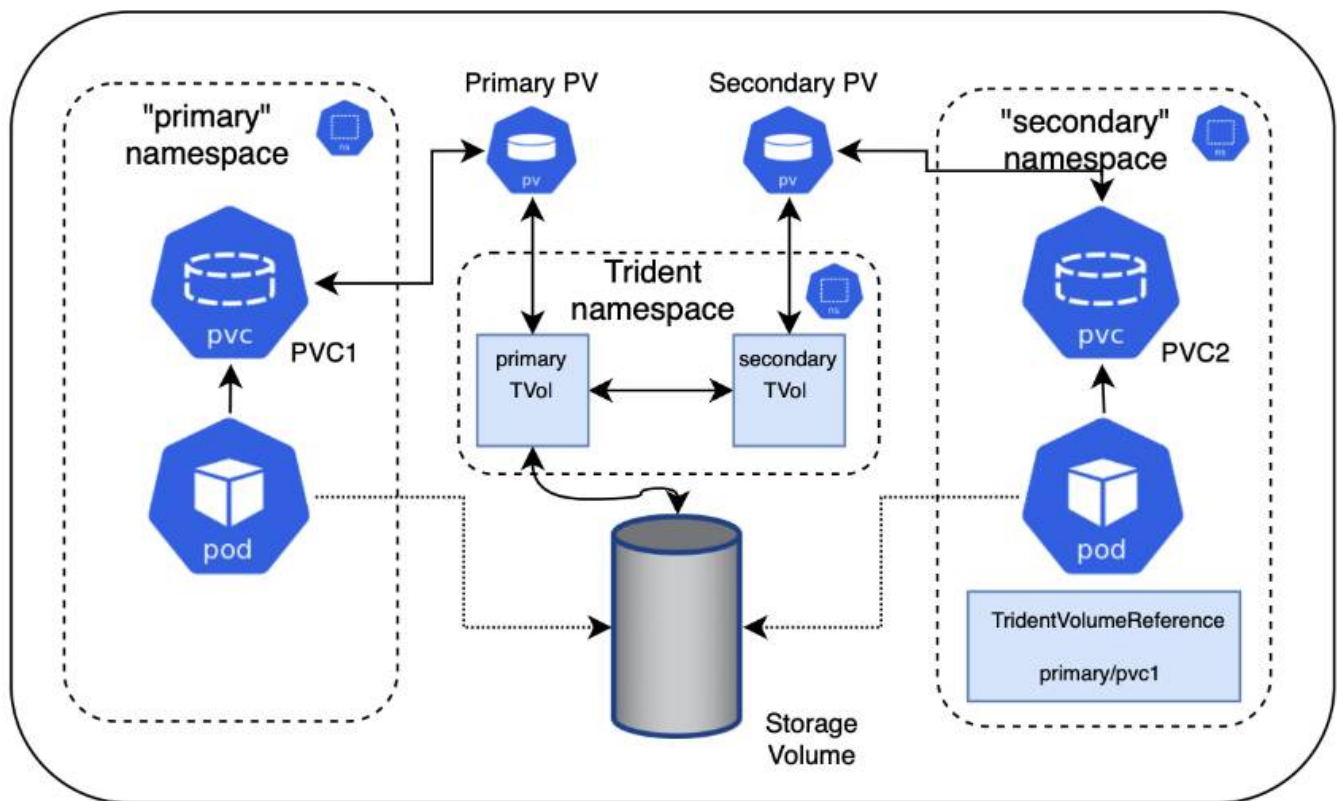 Primary PV
Secondary PV
"primary"
namespace
ns
pv
pv
"secondary"
namespace
ns
Trident
namespace
ns
pvc
PVC1
primary
TVol
secondary
TVol
pvc
PVC2
pod
pod
TridentVolumeReference
primary/pvc1
Storage
Volume